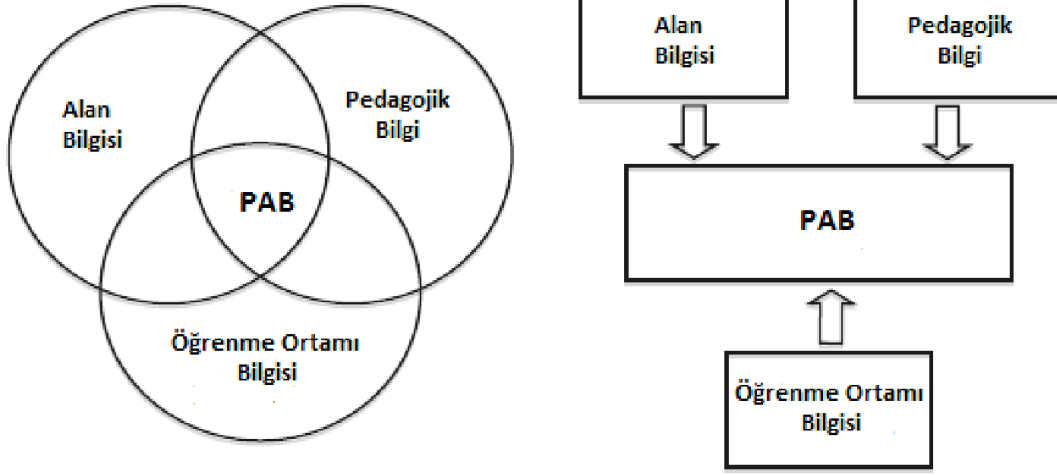 Alan
Bilgisi
Pedagojik
Bilgi
PAB
Öğrenme Ortamı
Bilgisi
Alan
Bilgisi
Pedagojik
Bilgi
PAB
Öğrenme Ortamı
Bilgisi